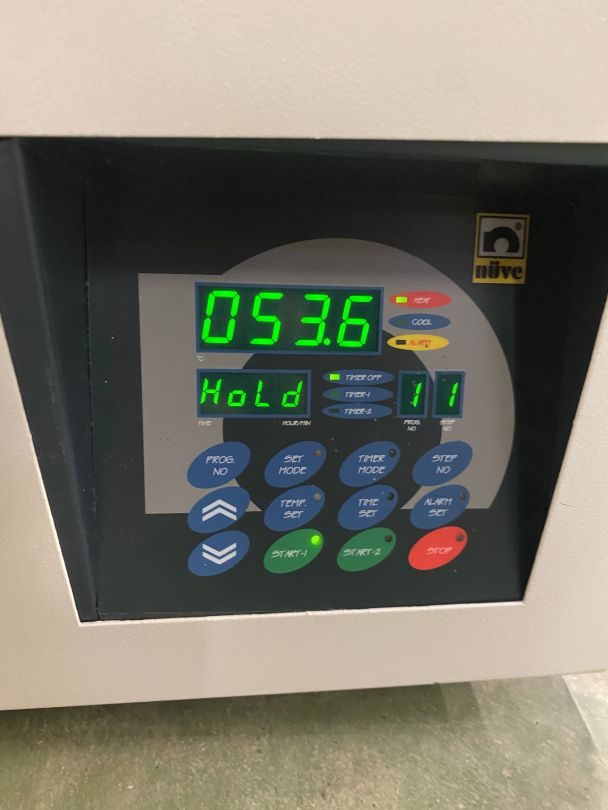 nüve
053.6
HEAT
COOL
ALARM
°C
HoLd
TIMER OFF
TIMER-1
TIMER-2
1
1
TIME
HOUR/MIN
PROG.
NO
STEP
NO
PROG.
NO
SET
MODE
TIMER
MODE
STEP
NO
TEMP.
SET
TIME
SET
ALARM
SET
START-1
START-2
STOP